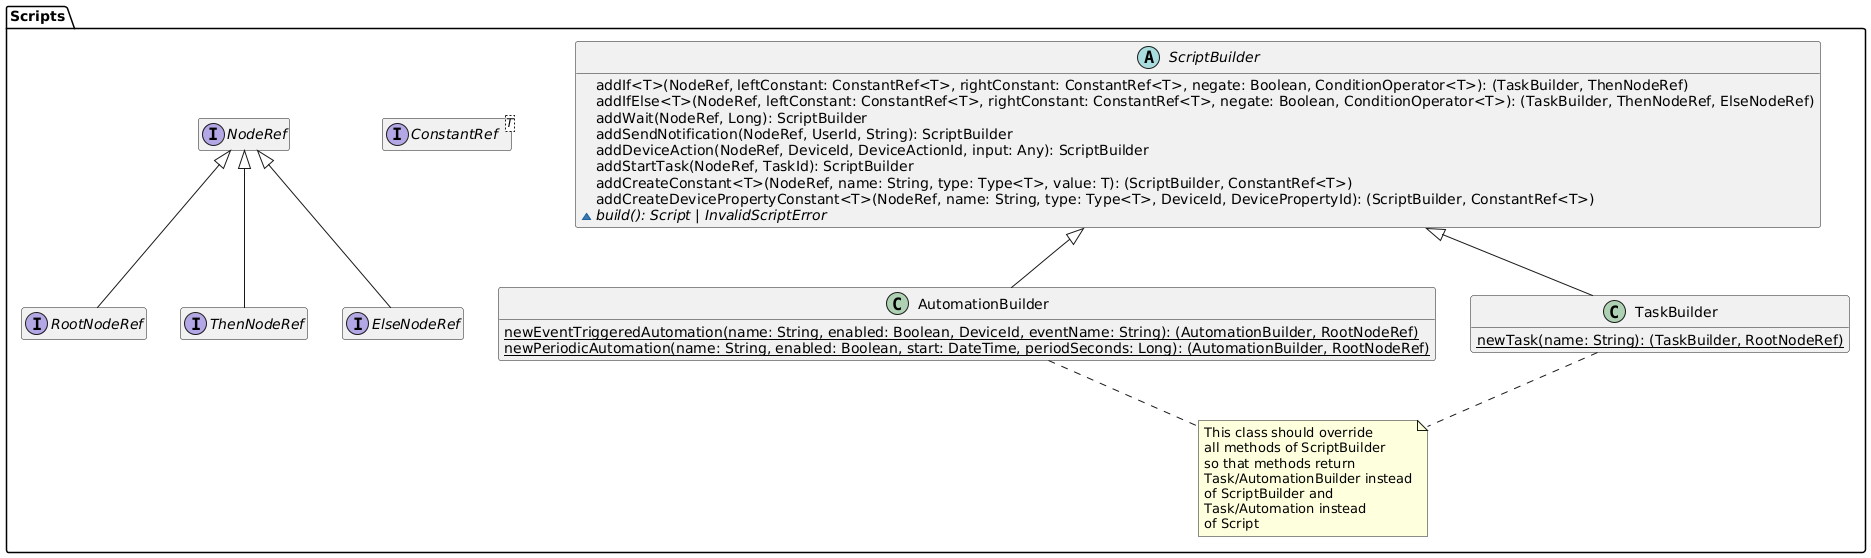 Scripts
A ScriptBuilder
addIf<T>(NodeRef, leftConstant: ConstantRef<T>, rightConstant: ConstantRef<T>, negate: Boolean, ConditionOperator<T>): (TaskBuilder, ThenNodeRef)
addIfElse<T>(NodeRef, leftConstant: ConstantRef<T>, rightConstant: ConstantRef<T>, negate: Boolean, ConditionOperator<T>): (TaskBuilder, ThenNodeRef, ElseNodeRef)
addWait(NodeRef, Long): ScriptBuilder
addSendNotification(NodeRef, UserId, String): ScriptBuilder
addDeviceAction(NodeRef, DeviceId, DeviceActionId, input: Any): ScriptBuilder
addStartTask(NodeRef, TaskId): ScriptBuilder
addCreateConstant<T>(NodeRef, name: String, type: Type<T>, value: T): (ScriptBuilder, ConstantRef<T>)
addCreateDevicePropertyConstant<T>(NodeRef, name: String, type: Type<T>, DeviceId, DevicePropertyId): (ScriptBuilder, ConstantRef<T>)
build(): Script | InvalidScriptError
I NodeRef
I ConstantRef T
I RootNodeRef
I ThenNodeRef
I ElseNodeRef
C AutomationBuilder
newEventTriggeredAutomation(name: String, enabled: Boolean, DeviceId, eventName: String): (AutomationBuilder, RootNodeRef)
newPeriodicAutomation(name: String, enabled: Boolean, start: DateTime, periodSeconds: Long): (AutomationBuilder, RootNodeRef)
C TaskBuilder
newTask(name: String): (TaskBuilder, RootNodeRef)
This class should override
all methods of ScriptBuilder
so that methods return
Task/AutomationBuilder instead
of ScriptBuilder and
Task/Automation instead
of Script